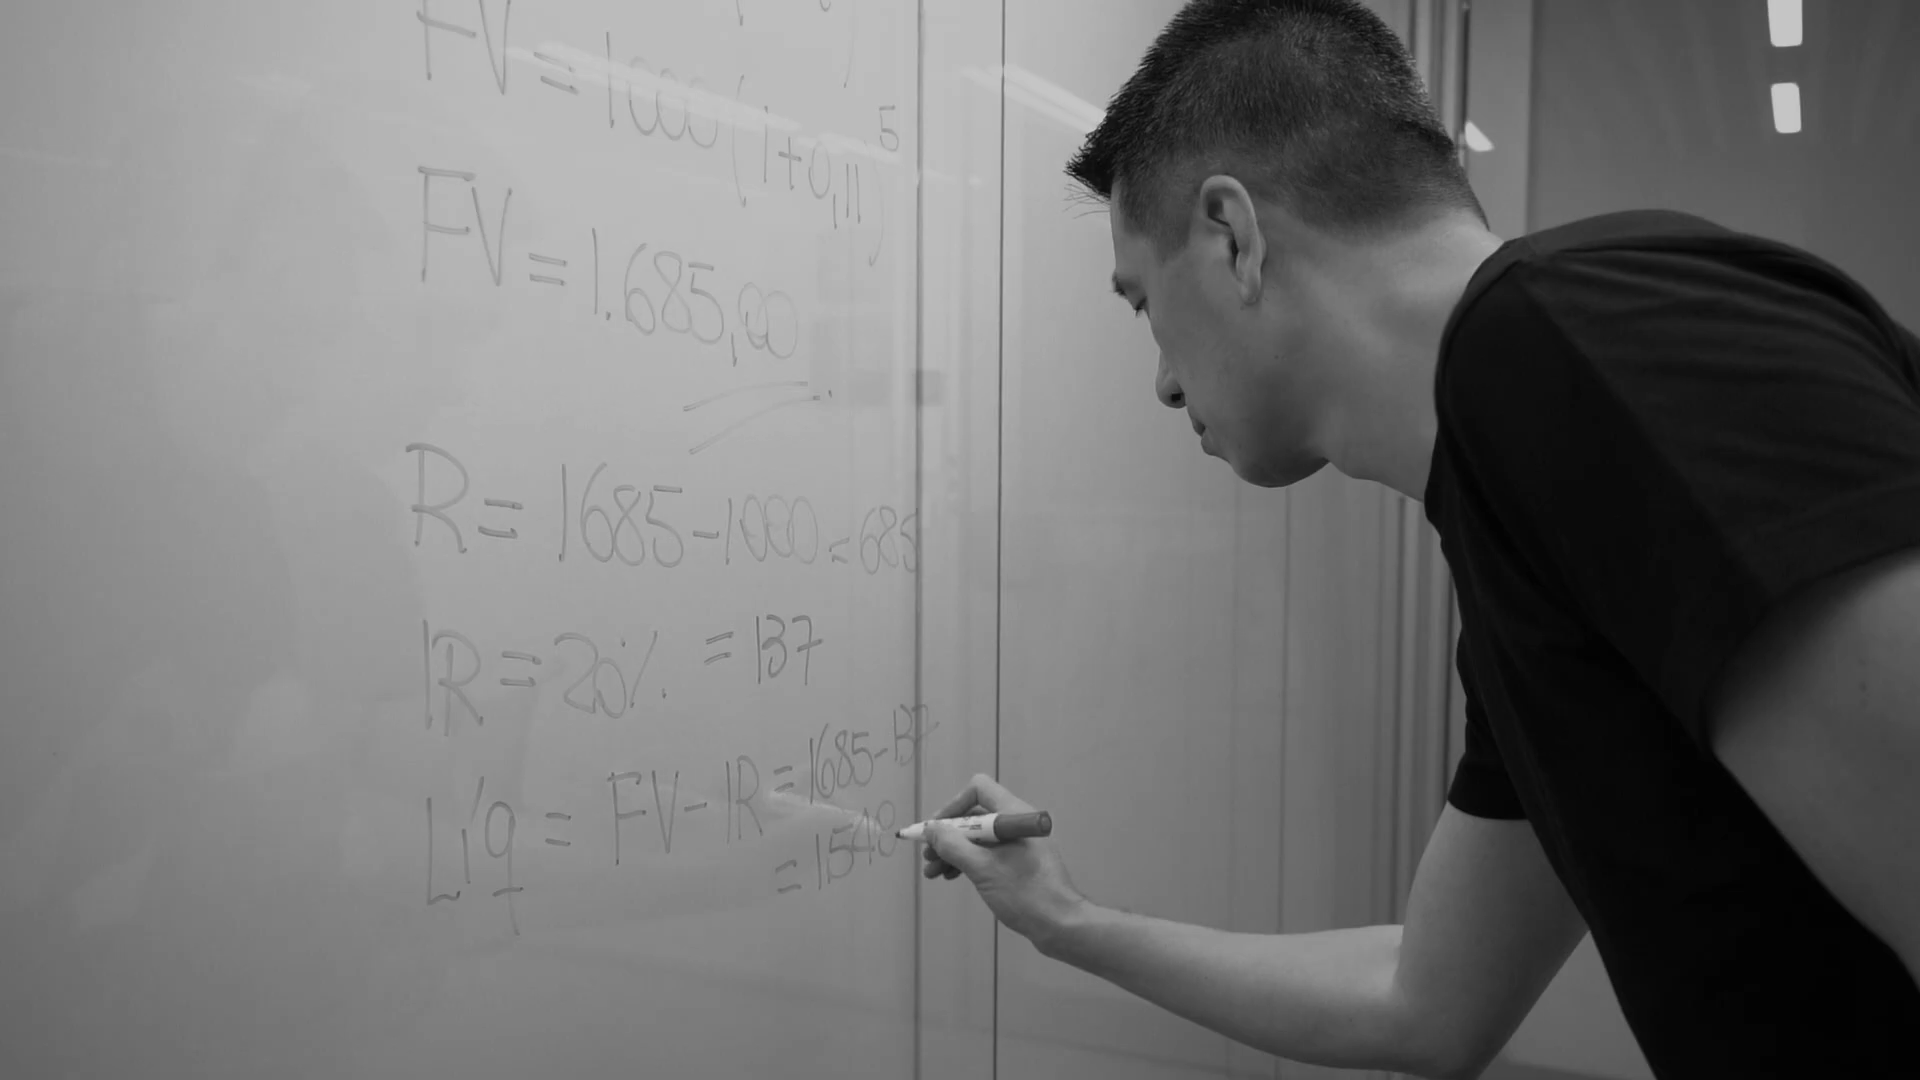 FV = 1000(1+0,11)^5
FV = 1.685,00
R = 1685-1000 = 685
IR = 20% = 137
Líq = FV-IR = 1685-137
= 1548